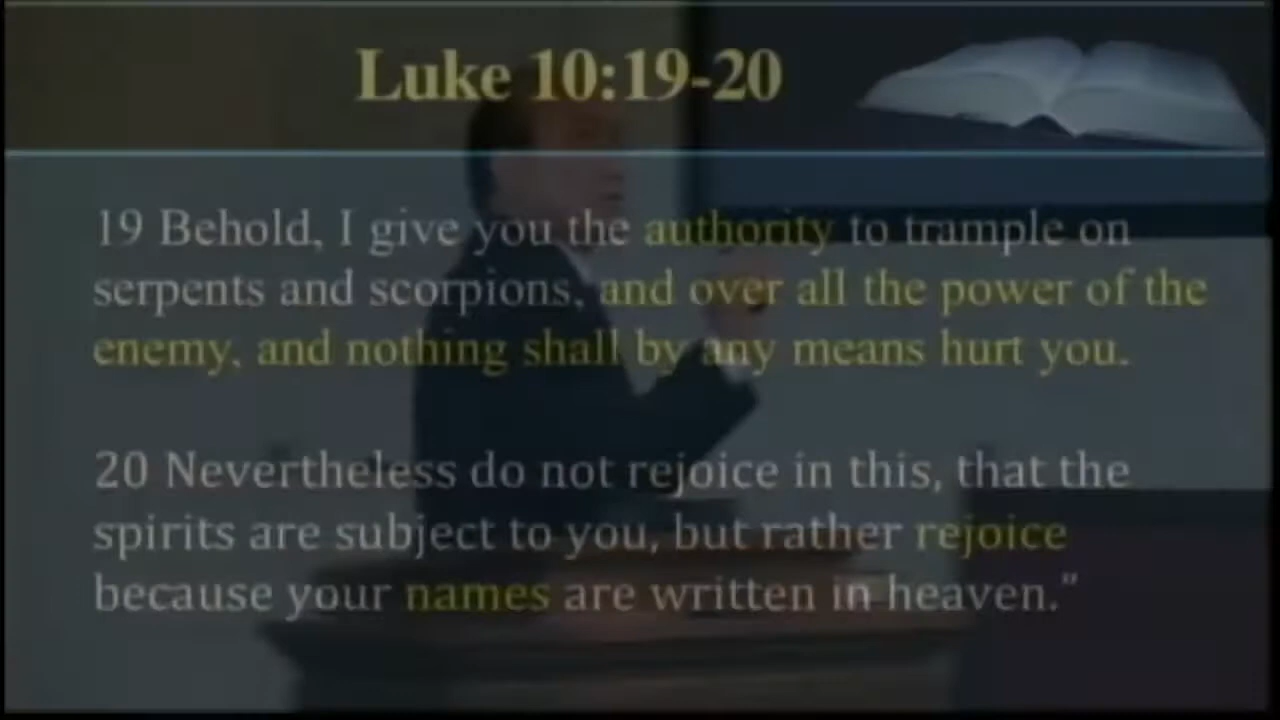 Luke 10:19-20
19 Behold, I give you the authority to trample on
serpents and scorpions, and over all the power of the
enemy, and nothing shall by any means hurt you.
20 Nevertheless do not rejoice in this, that the
spirits are subject to you, but rather rejoice
because your names are written in heaven."